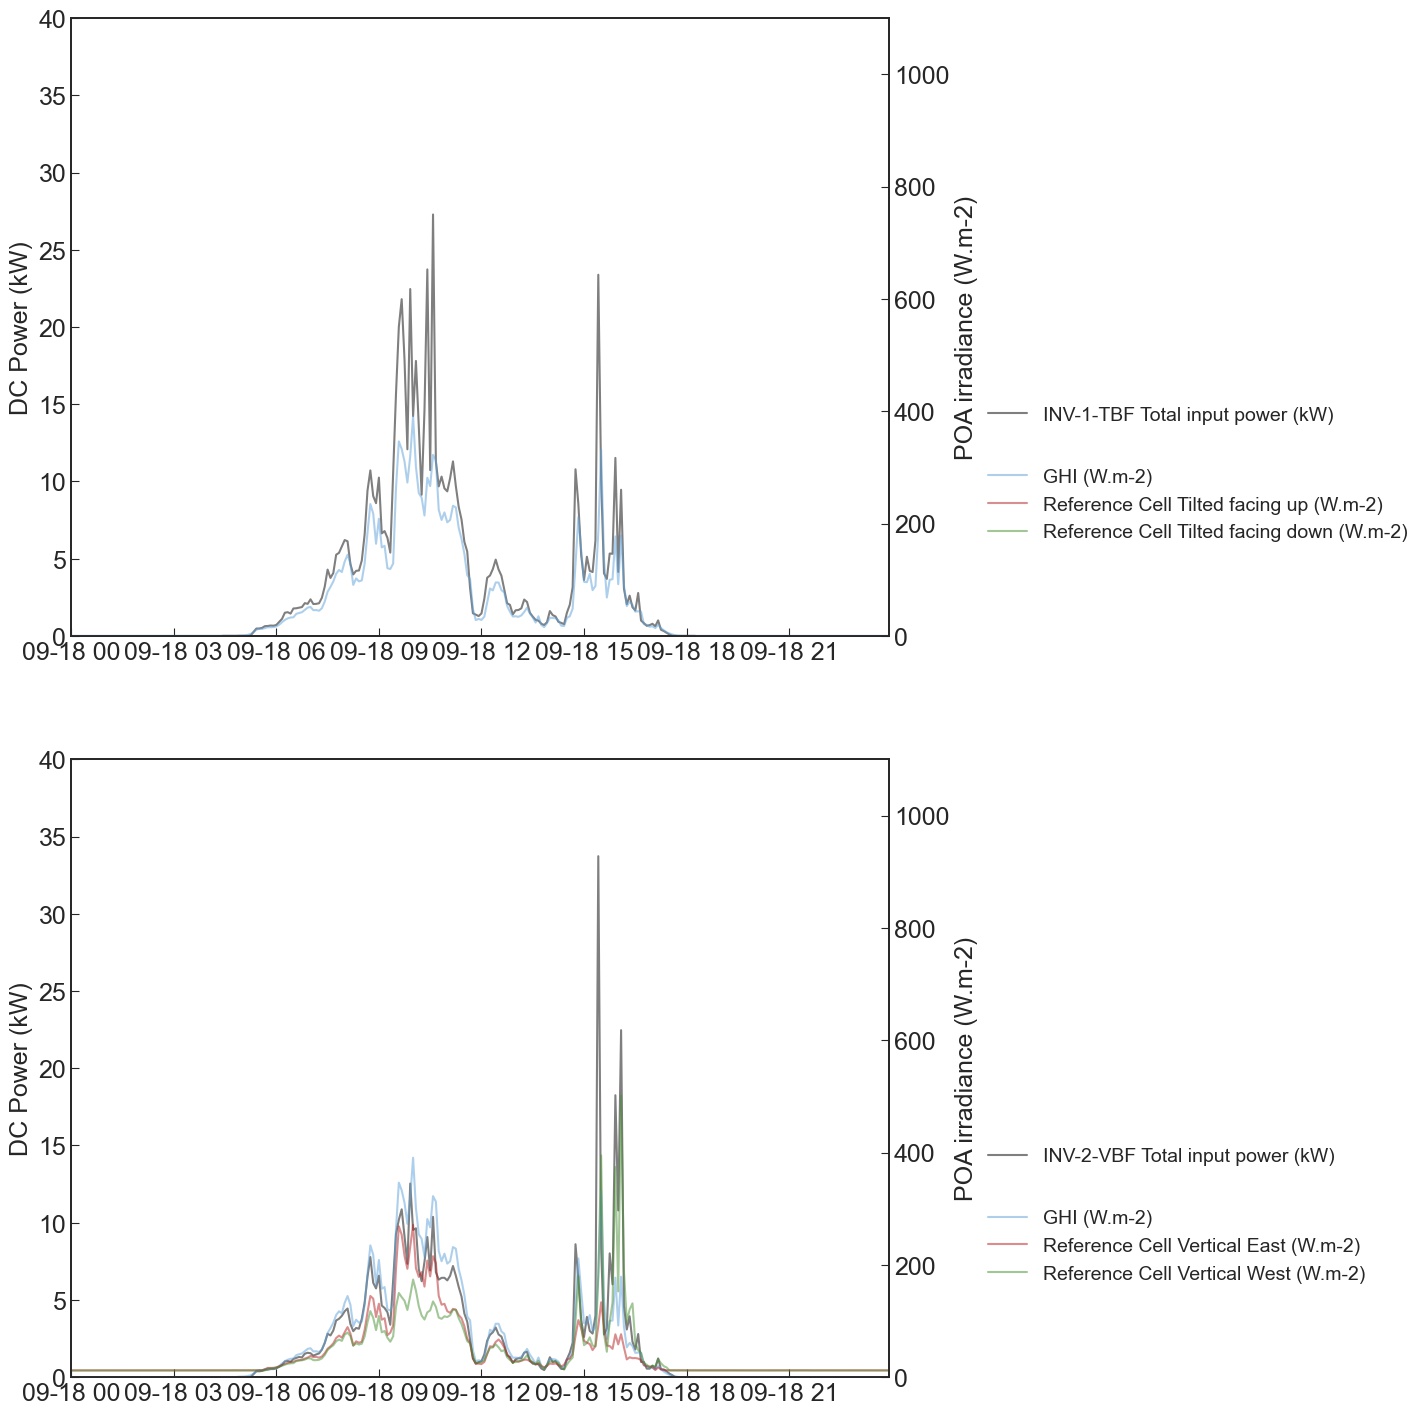 40
35
30
25
20
15
10
5
0
DC Power (kW)
1000
800
600
400
200
0
POA irradiance (W.m-2)
09-18 00 09-18 03 09-18 06 09-18 09 09-18 12 09-18 15 09-18 18 09-18 21
INV-1-TBF Total input power (kW)
GHI (W.m-2)
Reference Cell Tilted facing up (W.m-2)
Reference Cell Tilted facing down (W.m-2)
40
35
30
25
20
15
10
5
0
DC Power (kW)
1000
800
600
400
200
0
POA irradiance (W.m-2)
09-18 00 09-18 03 09-18 06 09-18 09 09-18 12 09-18 15 09-18 18 09-18 21
INV-2-VBF Total input power (kW)
GHI (W.m-2)
Reference Cell Vertical East (W.m-2)
Reference Cell Vertical West (W.m-2)